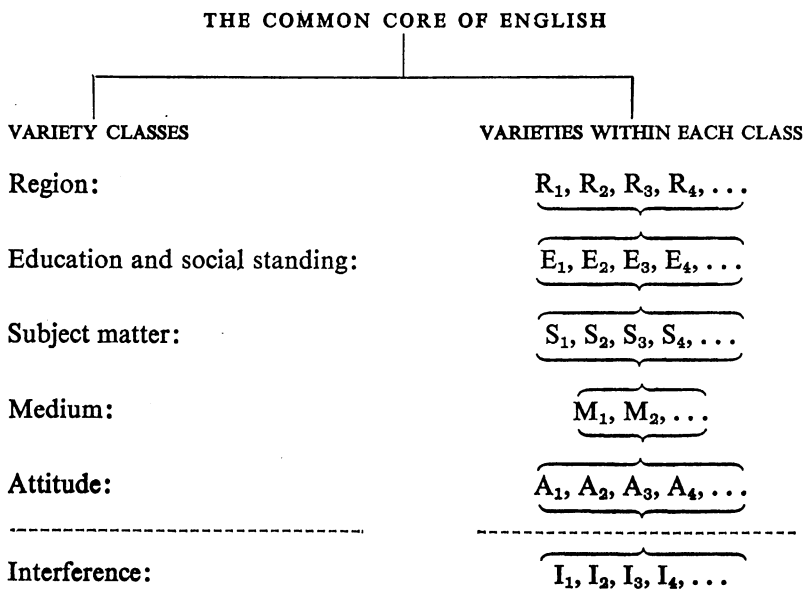 THE COMMON CORE OF ENGLISH
VARIETY CLASSES VARIETIES WITHIN EACH CLASS
Region: R₁, R₂, R₃, R₄, ...
Education and social standing: E₁, E₂, E₃, E₄, ...
Subject matter: S₁, S₂, S₃, S₄, ...
Medium: M₁, M₂, ...
Attitude: A₁, A₂, A₃, A₄, ...
Interference: I₁, I₂, I₃, I₄, ...